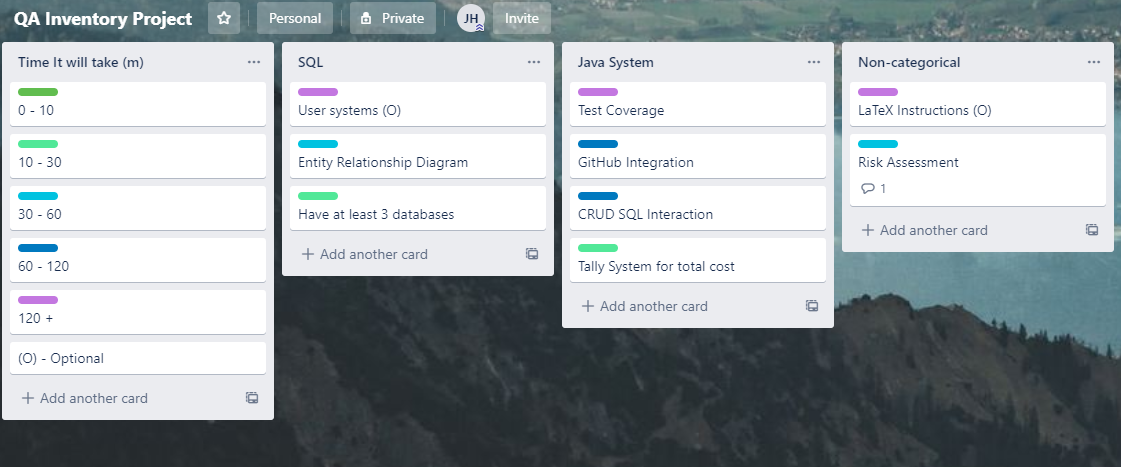 QA Inventory Project
Personal
Private
JH
Invite
Time It will take (m)
0 - 10
10 - 30
30 - 60
60 - 120
120 +
(O) - Optional
Add another card
SQL
User systems (O)
Entity Relationship Diagram
Have at least 3 databases
Add another card
Java System
Test Coverage
GitHub Integration
CRUD SQL Interaction
Tally System for total cost
Add another card
Non-categorical
LaTeX Instructions (O)
Risk Assessment
1
Add another card